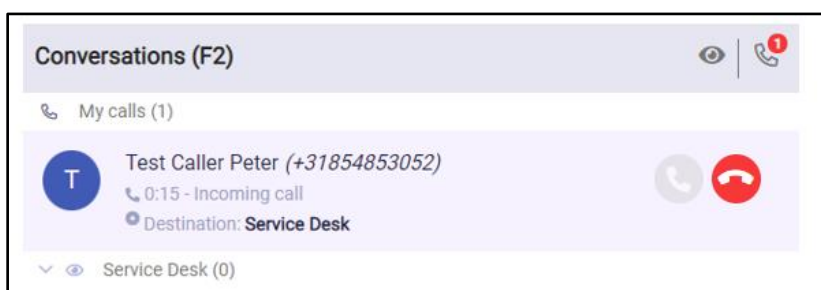 Conversations (F2)
1
My calls (1)
T
Test Caller Peter (+31854853052)
0:15 - Incoming call
Destination: Service Desk
Service Desk (0)